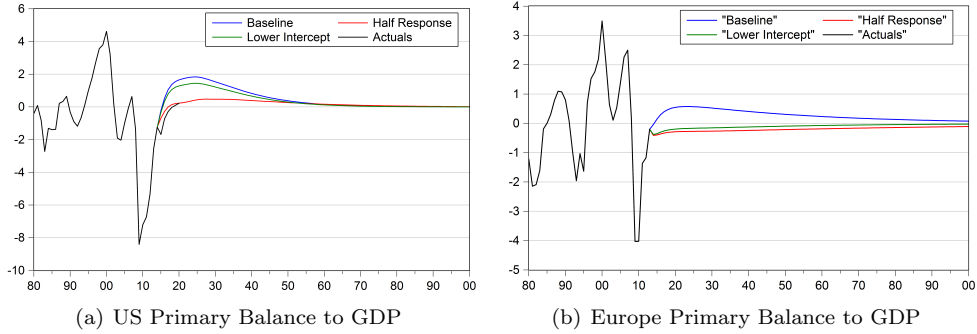 6
4
2
0
-2
-4
-6
-8
-10
Baseline
Half Response
Lower Intercept
Actuals
80 90 00 10 20 30 40 50 60 70 80 90 00
(a) US Primary Balance to GDP
4
3
2
1
0
-1
-2
-3
-4
-5
"Baseline"
"Half Response"
"Lower Intercept"
"Actuals"
80 90 00 10 20 30 40 50 60 70 80 90 00
(b) Europe Primary Balance to GDP